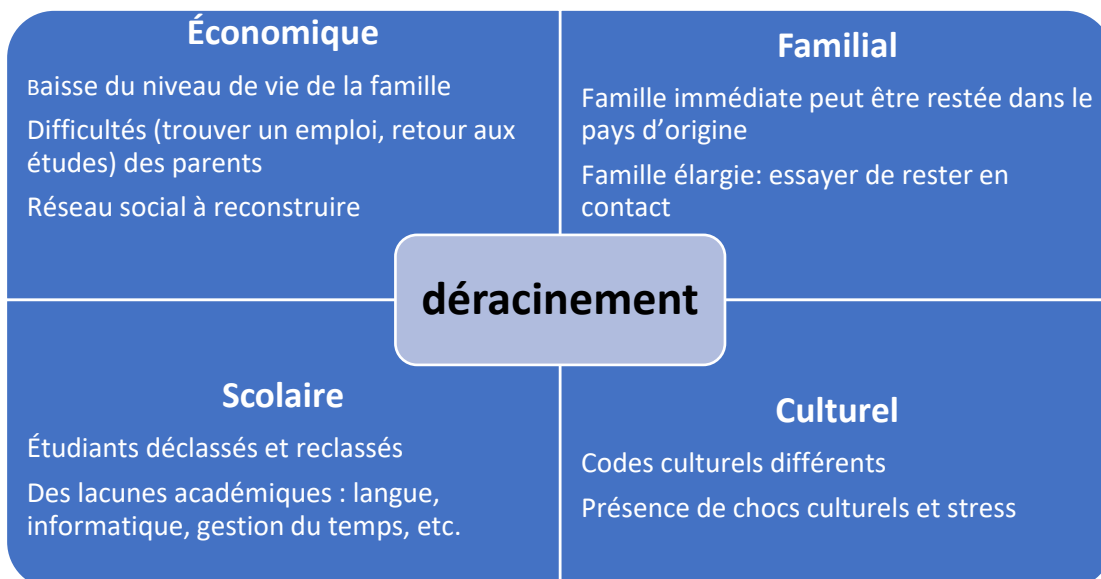 Économique
Baisse du niveau de vie de la famille
Difficultés (trouver un emploi, retour aux
études) des parents
Réseau social à reconstruire
Familial
Famille immédiate peut être restée dans le
pays d’origine
Famille élargie: essayer de rester en
contact
déracinement
Scolaire
Étudiants déclassés et reclassés
Des lacunes académiques : langue,
informatique, gestion du temps, etc.
Culturel
Codes culturels différents
Présence de chocs culturels et stress